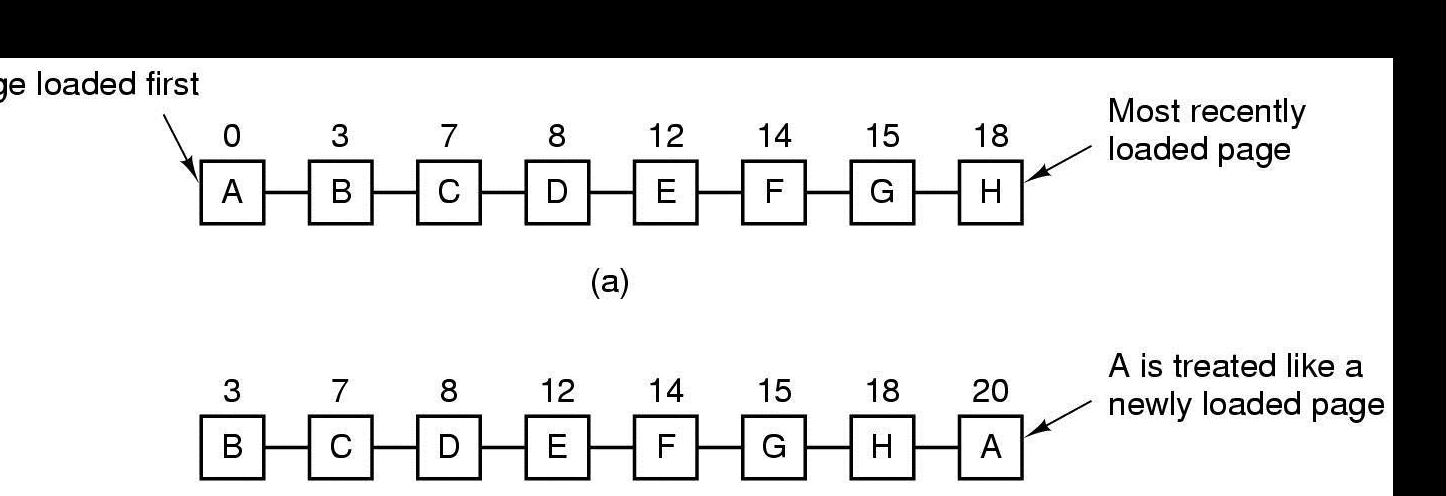 loaded first
Most recently
loaded page
0 3 7 8 12 14 15 18
A B C D E F G H
(a)
A is treated like a
newly loaded page
3 7 8 12 14 15 18 20
B C D E F G H A